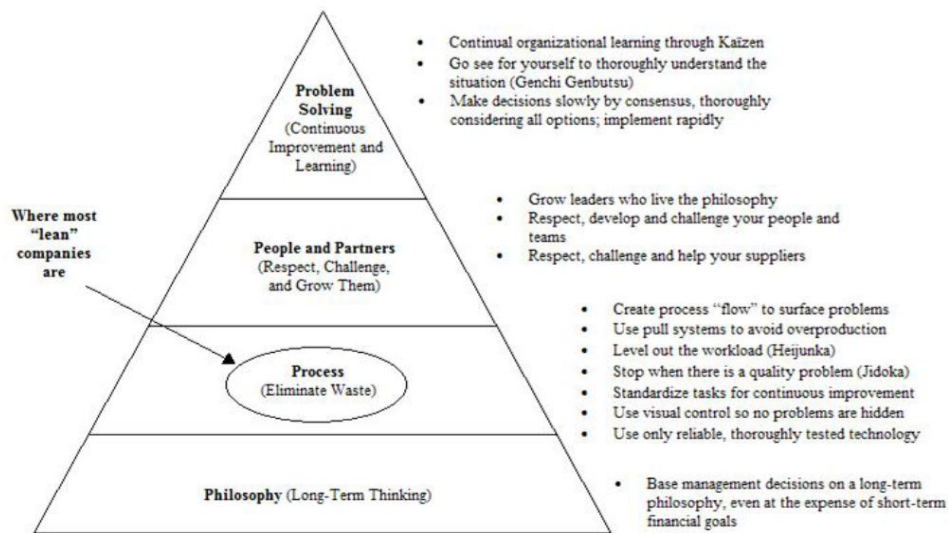 • Continual organizational learning through Kaïzen
• Go see for yourself to thoroughly understand the
situation (Genchi Genbutsu)
• Make decisions slowly by consensus, thoroughly
considering all options; implement rapidly
Problem
Solving
(Continuous
Improvement and
Learning)
Where most
“lean”
companies
are
• Grow leaders who live the philosophy
• Respect, develop and challenge your people and
teams
• Respect, challenge and help your suppliers
People and Partners
(Respect, Challenge,
and Grow Them)
• Create process “flow” to surface problems
• Use pull systems to avoid overproduction
• Level out the workload (Heijunka)
• Stop when there is a quality problem (Jidoka)
• Standardize tasks for continuous improvement
• Use visual control so no problems are hidden
• Use only reliable, thoroughly tested technology
Process
(Eliminate Waste)
Philosophy (Long-Term Thinking)
• Base management decisions on a long-term
philosophy, even at the expense of short-term
financial goals